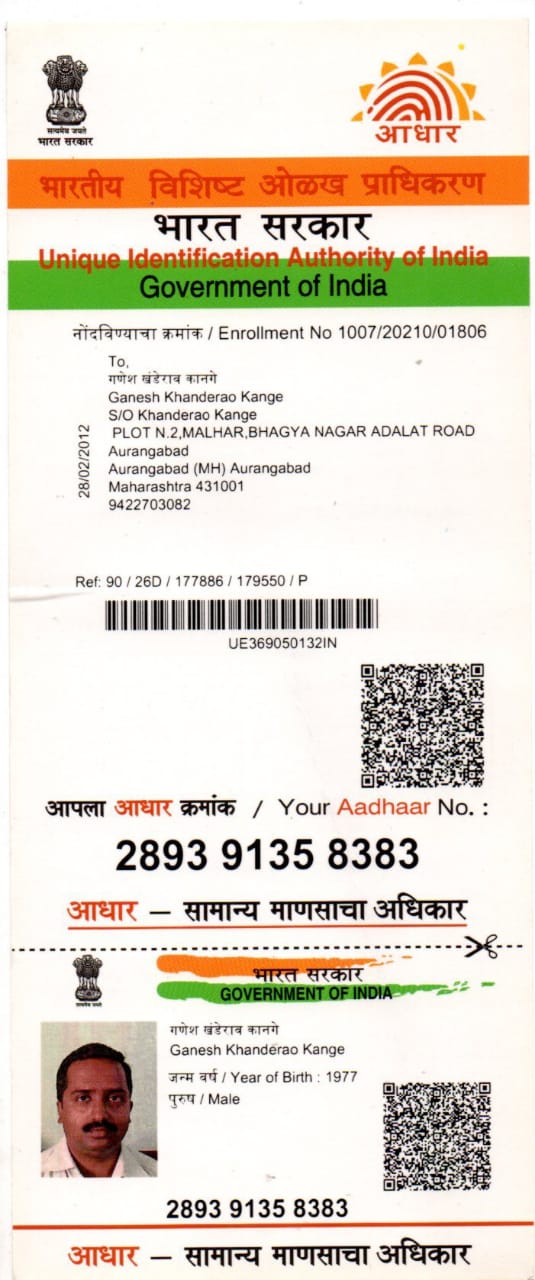 सत्यमेव जयते
भारत सरकार
आधार
भारतीय विशिष्ट ओळख प्राधिकरण
भारत सरकार
Unique Identification Authority of India
Government of India
नोंदविण्याचा क्रमांक / Enrollment No 1007/20210/01806
To,
गणेश खंडेराव कानगे
Ganesh Khanderao Kange
S/O Khanderao Kange
PLOT N.2,MALHAR,BHAGYA NAGAR ADALAT ROAD
Aurangabad
Aurangabad (MH) Aurangabad
Maharashtra 431001
9422703082
28/02/2012
Ref: 90 / 26D / 177886 / 179550 / P
UE369050132IN
आपला आधार क्रमांक / Your Aadhaar No. :
2893 9135 8383
आधार — सामान्य माणसाचा अधिकार
भारत सरकार
GOVERNMENT OF INDIA
गणेश खंडेराव कानगे
Ganesh Khanderao Kange
जन्म वर्ष / Year of Birth : 1977
पुरुष / Male
2893 9135 8383
आधार — सामान्य माणसाचा अधिकार